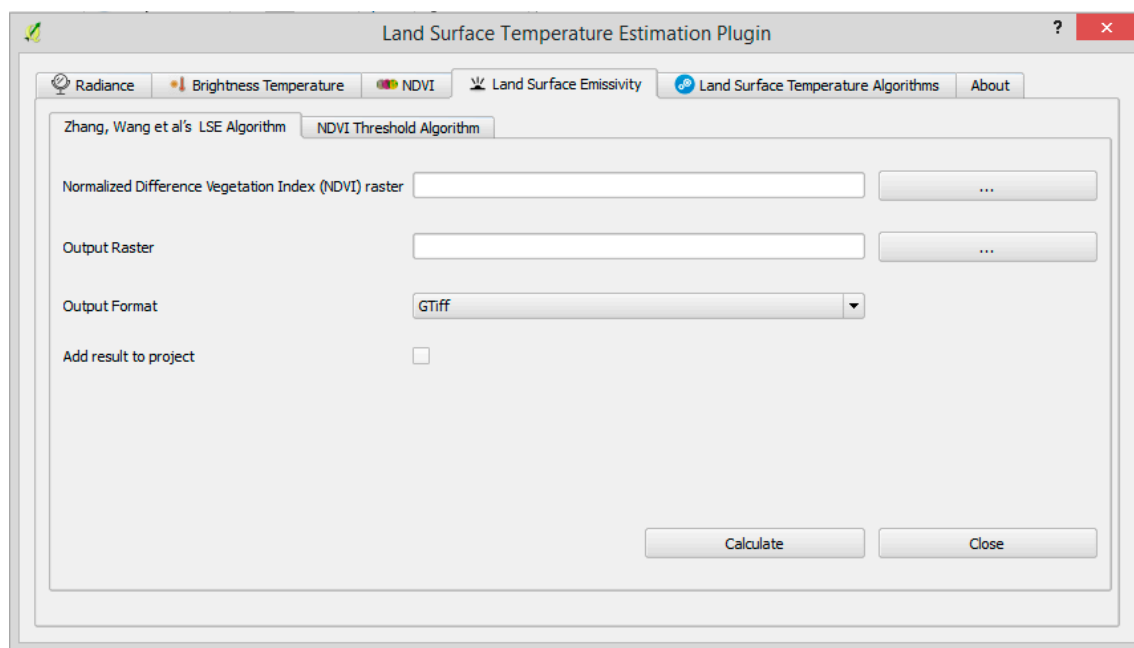 Land Surface Temperature Estimation Plugin
?
Radiance
Brightness Temperature
NDVI
Land Surface Emissivity
Land Surface Temperature Algorithms
About
Zhang, Wang et al's LSE Algorithm
NDVI Threshold Algorithm
Normalized Difference Vegetation Index (NDVI) raster
...
Output Raster
...
Output Format
GTiff
Add result to project
Calculate
Close